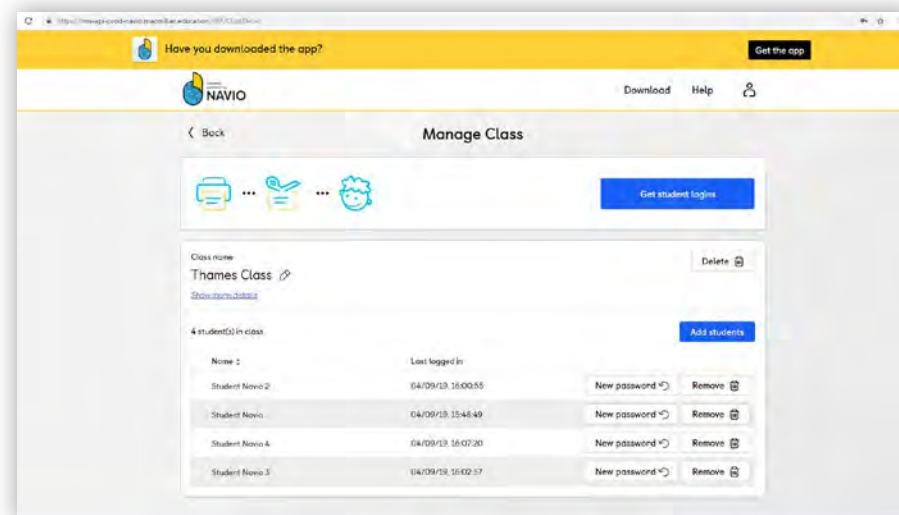 Have you downloaded the app?
Get the app
NAVIO
Download Help
Back
Manage Class
Get student logins
Class name
Thames Class
Delete
Show more details
4 student(s) in class
Add students
Name
Last logged in
Student Navio 2 04/09/19, 16:00:55 New password Remove
Student Navio 04/09/19, 15:48:49 New password Remove
Student Navio 4 04/09/19, 16:07:20 New password Remove
Student Navio 3 04/09/19, 16:02:57 New password Remove